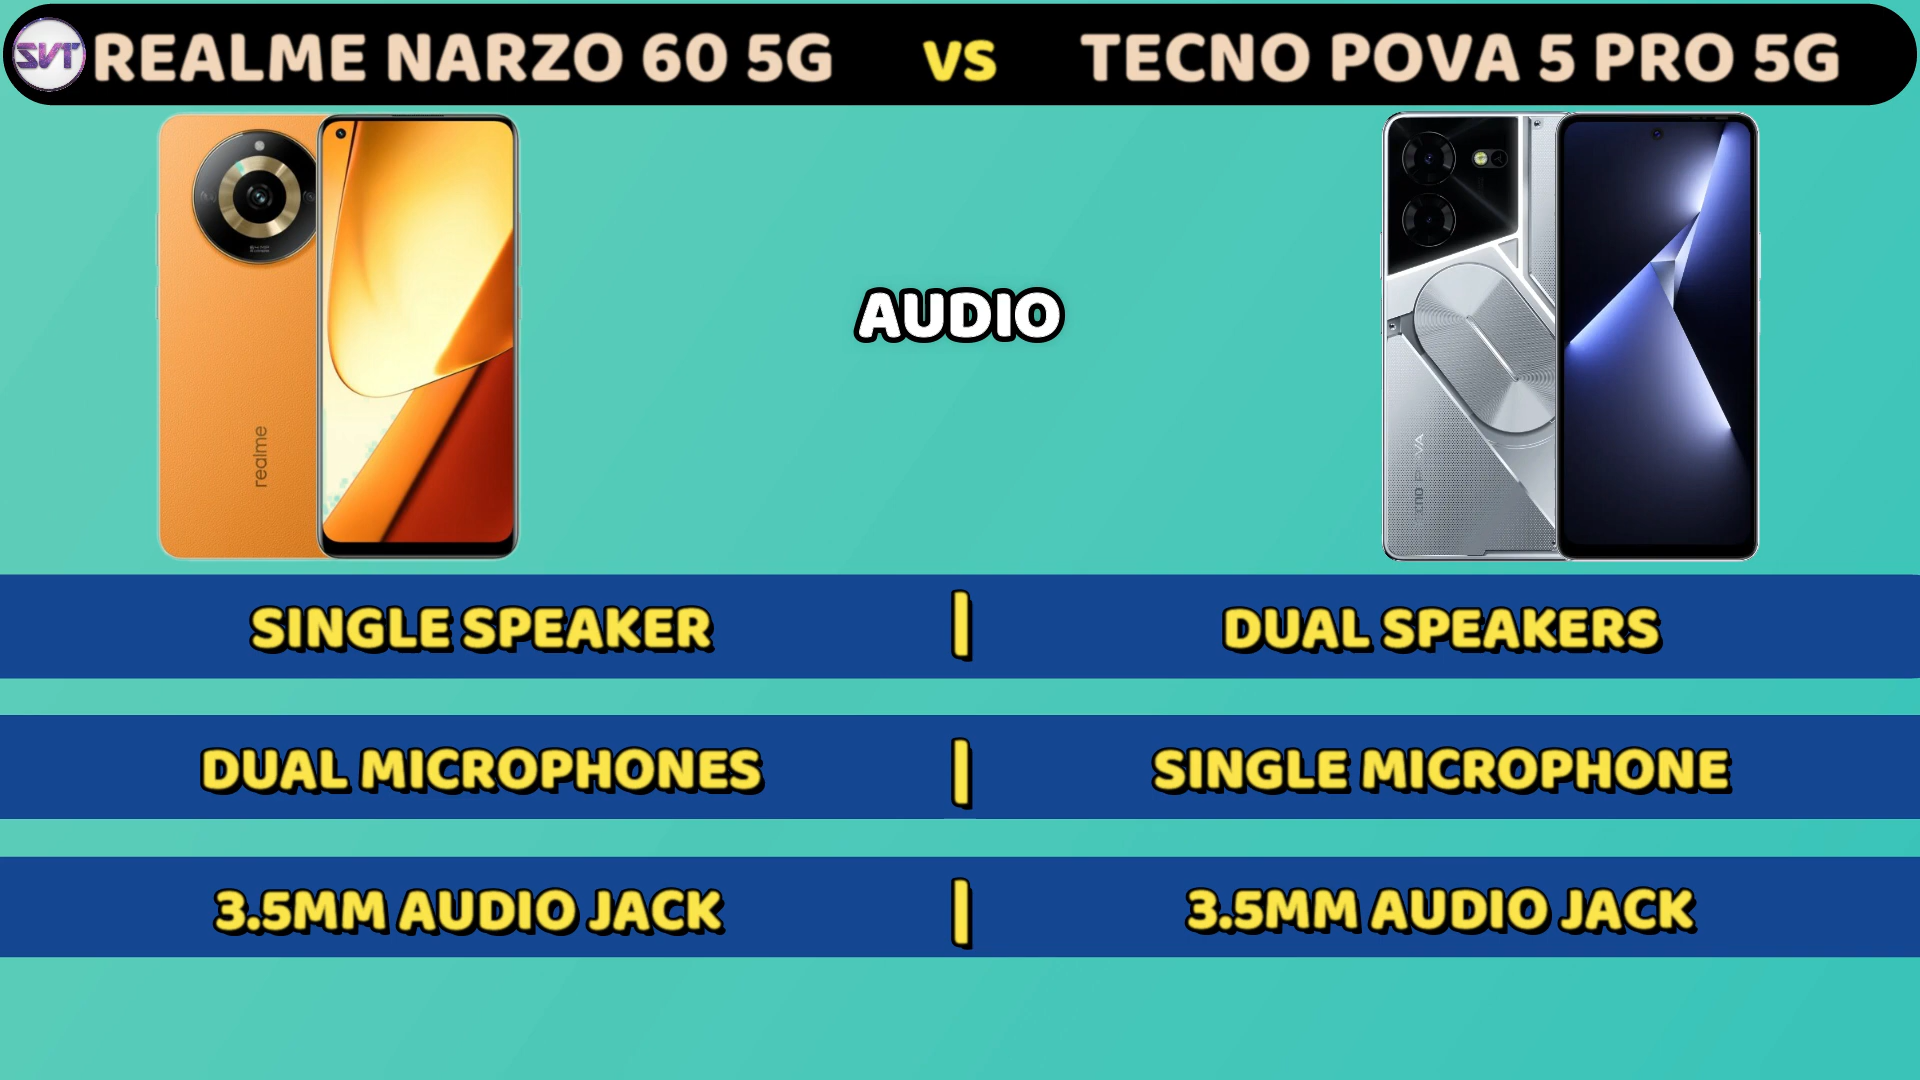 SVT
REALME NARZO 60 5G VS TECNO POVA 5 PRO 5G
realme
AUDIO
SINGLE SPEAKER | DUAL SPEAKERS
DUAL MICROPHONES | SINGLE MICROPHONE
3.5MM AUDIO JACK | 3.5MM AUDIO JACK